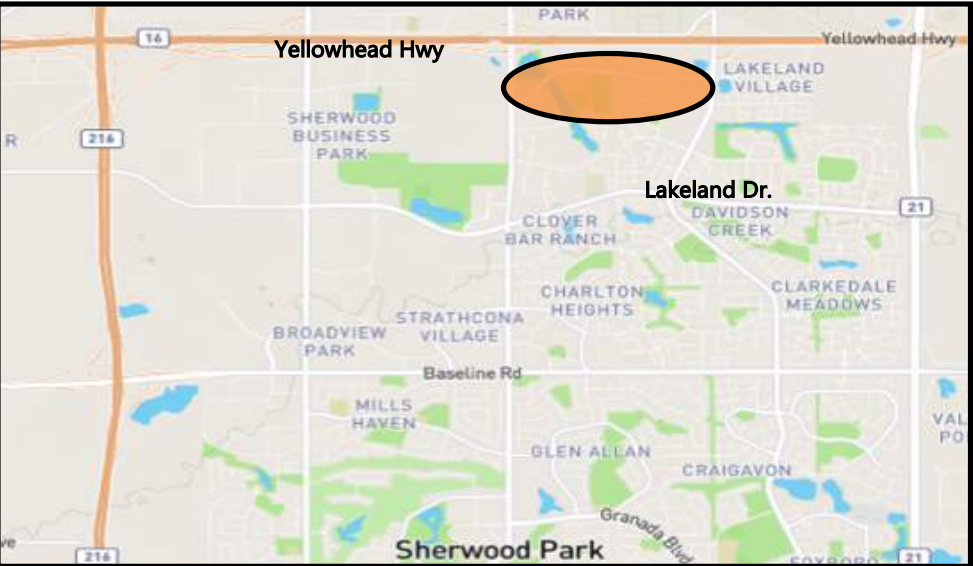 PARK
16
Yellowhead Hwy
Yellowhead Hwy
LAKELAND
VILLAGE
SHERWOOD
BUSINESS
PARK
R
216
Lakeland Dr.
21
CLOVER
BAR RANCH
DAVIDSON
CREEK
CHARLTON
HEIGHTS
CLARKEDALE
MEADOWS
STRATHCONA
VILLAGE
BROADVIEW
PARK
Baseline Rd
MILLS
HAVEN
VAL
PO
GLEN ALLAN
CRAIGAVON
Granada Blvd
ve
Sherwood Park
216
FOXBORO
21